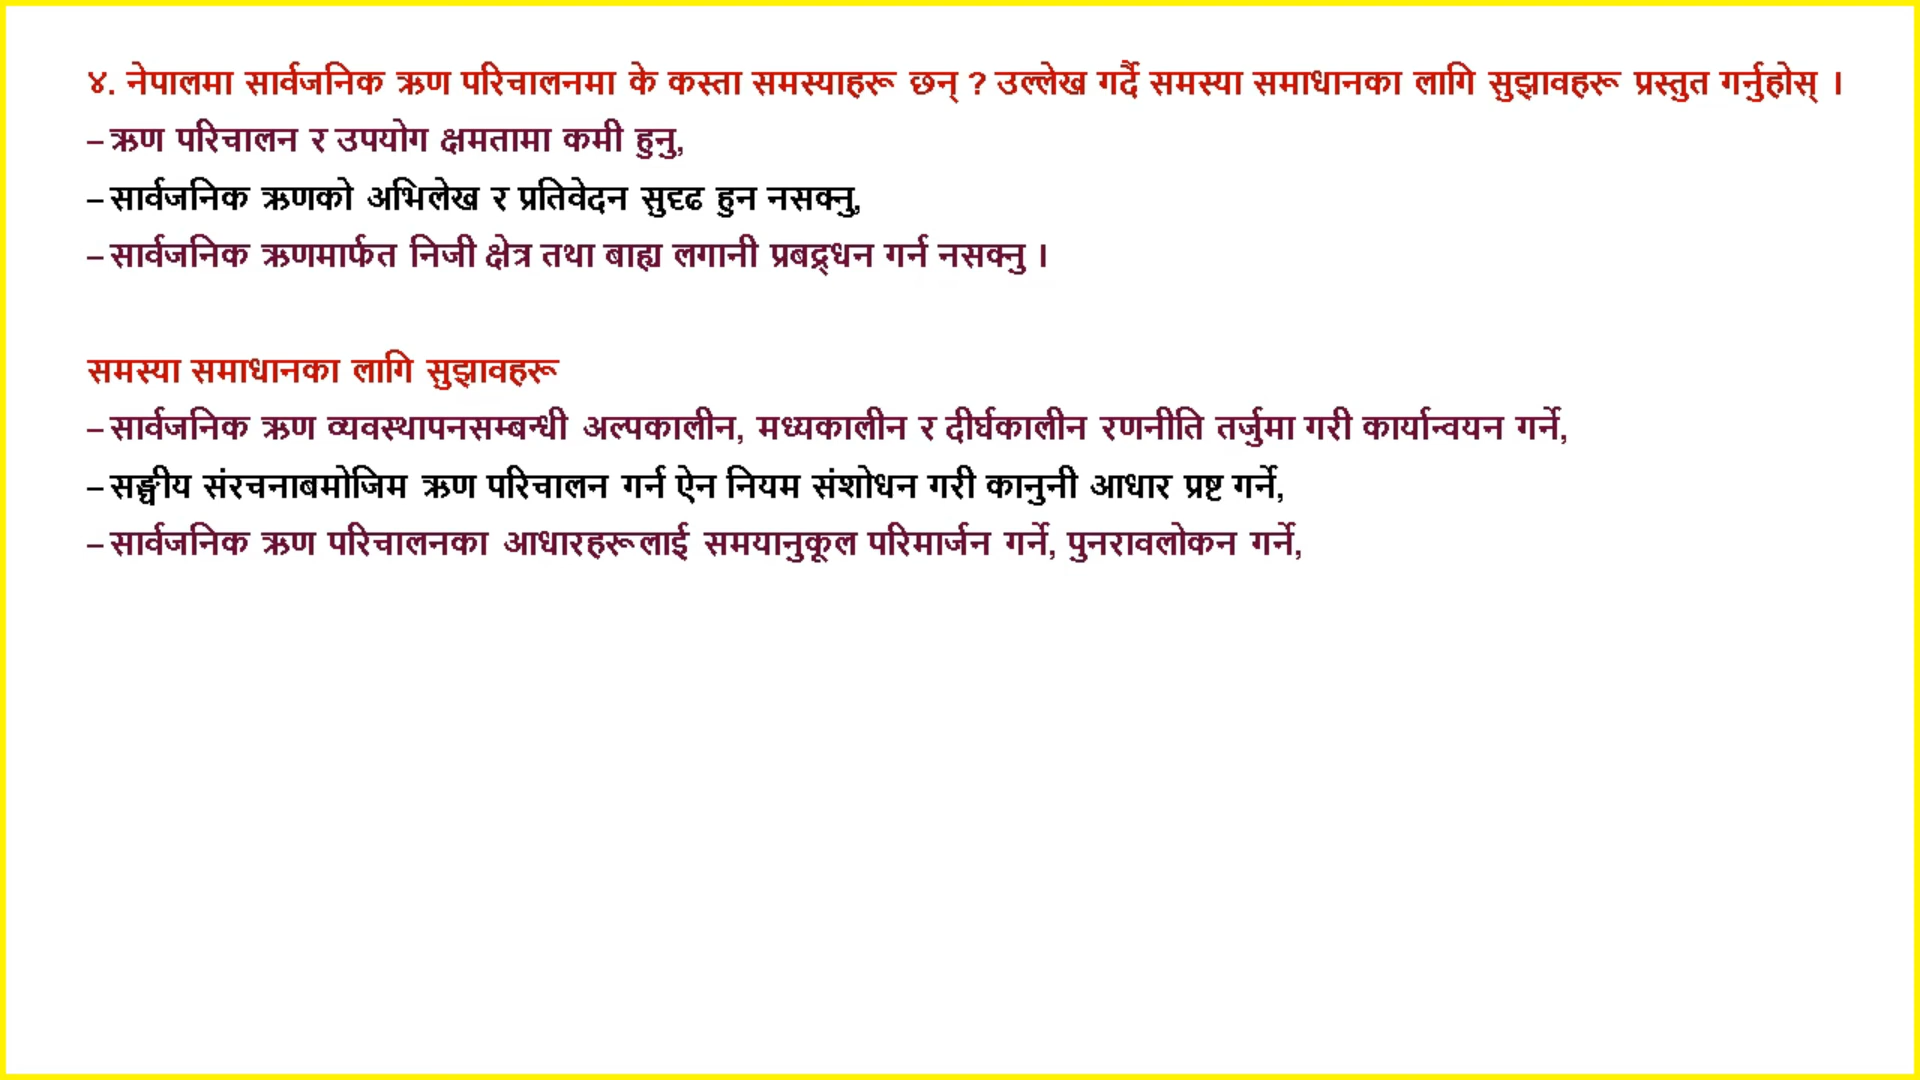 ४. नेपालमा सार्वजनिक ऋण परिचालनमा के कस्ता समस्याहरू छन् ? उल्लेख गर्दै समस्या समाधानका लागि सुझावहरू प्रस्तुत गर्नुहोस् ।
– ऋण परिचालन र उपयोग क्षमतामा कमी हुनु,
– सार्वजनिक ऋणको अभिलेख र प्रतिवेदन सुदृढ हुन नसक्नु,
– सार्वजनिक ऋणमार्फत निजी क्षेत्र तथा बाह्य लगानी प्रबद्र्धन गर्न नसक्नु ।
समस्या समाधानका लागि सुझावहरू
– सार्वजनिक ऋण व्यवस्थापनसम्बन्धी अल्पकालीन, मध्यकालीन र दीर्घकालीन रणनीति तर्जुमा गरी कार्यान्वयन गर्ने,
– सङ्घीय संरचनाबमोजिम ऋण परिचालन गर्न ऐन नियम संशोधन गरी कानुनी आधार प्रष्ट गर्ने,
– सार्वजनिक ऋण परिचालनका आधारहरूलाई समयानुकूल परिमार्जन गर्ने, पुनरावलोकन गर्ने,